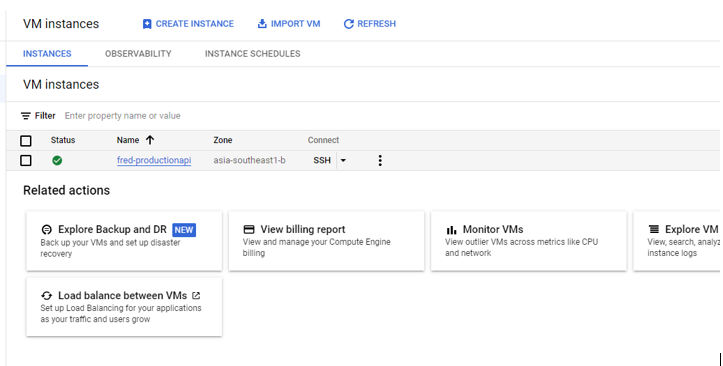 VM instances CREATE INSTANCE IMPORT VM REFRESH
INSTANCES OBSERVABILITY INSTANCE SCHEDULES
VM instances
Filter Enter property name or value
Status Name Zone Connect
fred-productionapi asia-southeast1-b SSH
Related actions
Explore Backup and DR NEW
Back up your VMs and set up disaster
recovery
View billing report
View and manage your Compute Engine
billing
Monitor VMs
View outlier VMs across metrics like CPU
and network
Explore VM
View, search, analyz
instance logs
Load balance between VMs
Set up Load Balancing for your applications
as your traffic and users grow